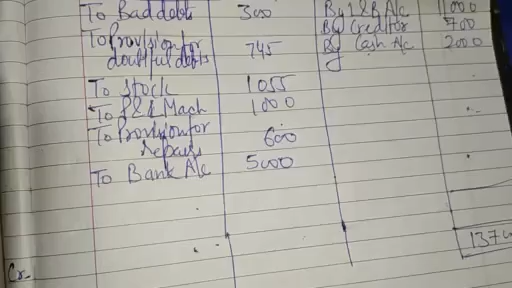 To Bad debts 300 By P&B A/c 1000
To Provision for By Creditor 700
doubtful debts 745 By Cash A/c 2000
To Stock 1055
To P&L Mach 1000
To Provision for
repairs 600
To Bank A/c 5000
Cr.